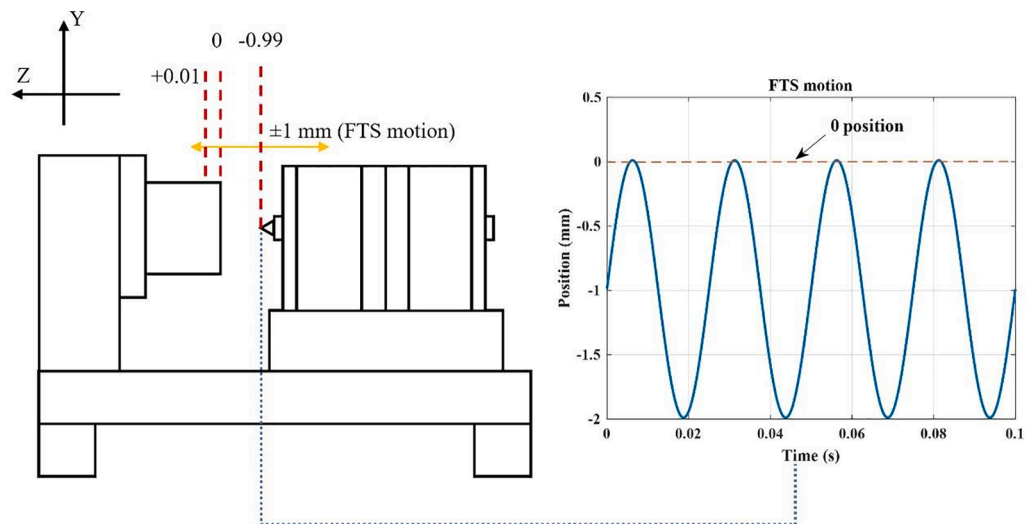 Y
0 -0.99
Z
+0.01
±1 mm (FTS motion)
FTS motion
0.5
0 position
0
-0.5
Position (mm)
-1
-1.5
-2
0 0.02 0.04 0.06 0.08 0.1
Time (s)